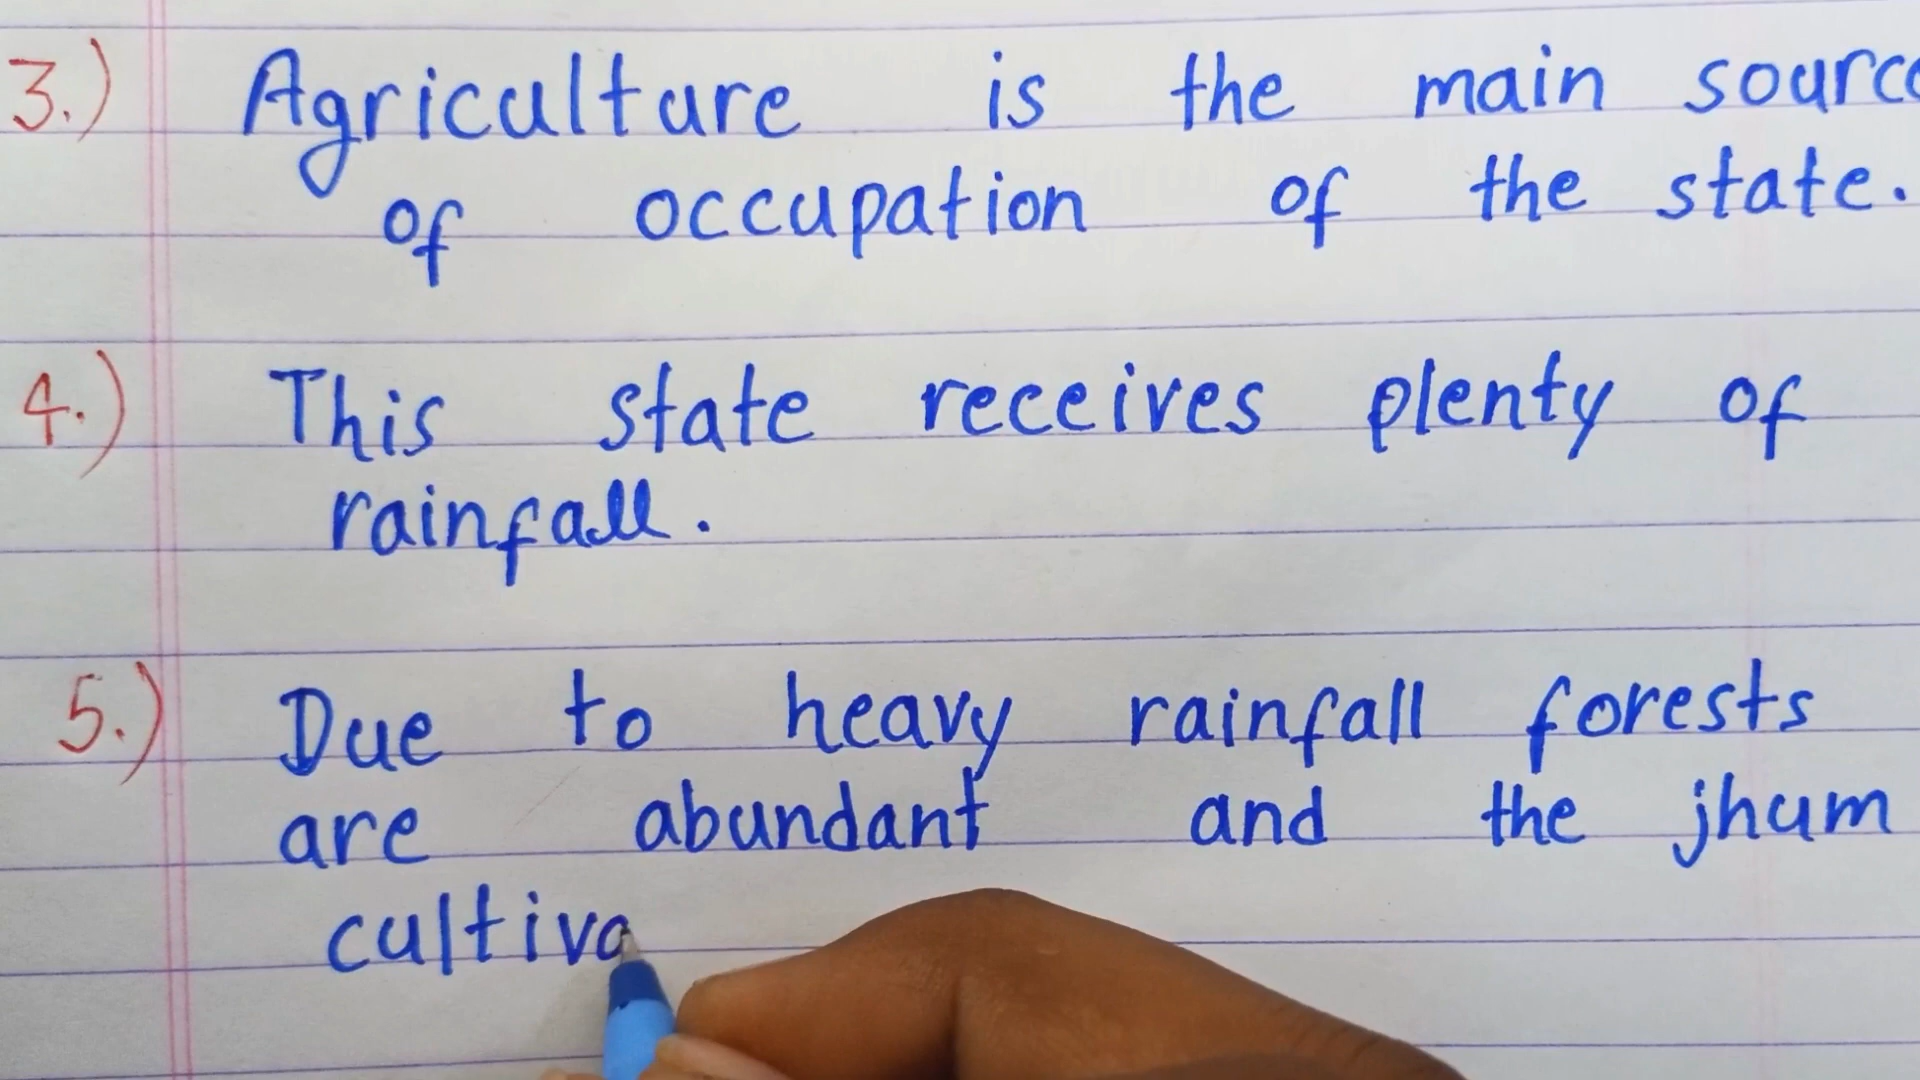 3.) Agriculture is the main source
of occupation of the state.
4.) This state receives plenty of
rainfall.
5.) Due to heavy rainfall forests
are abundant and the jhum
cultiva